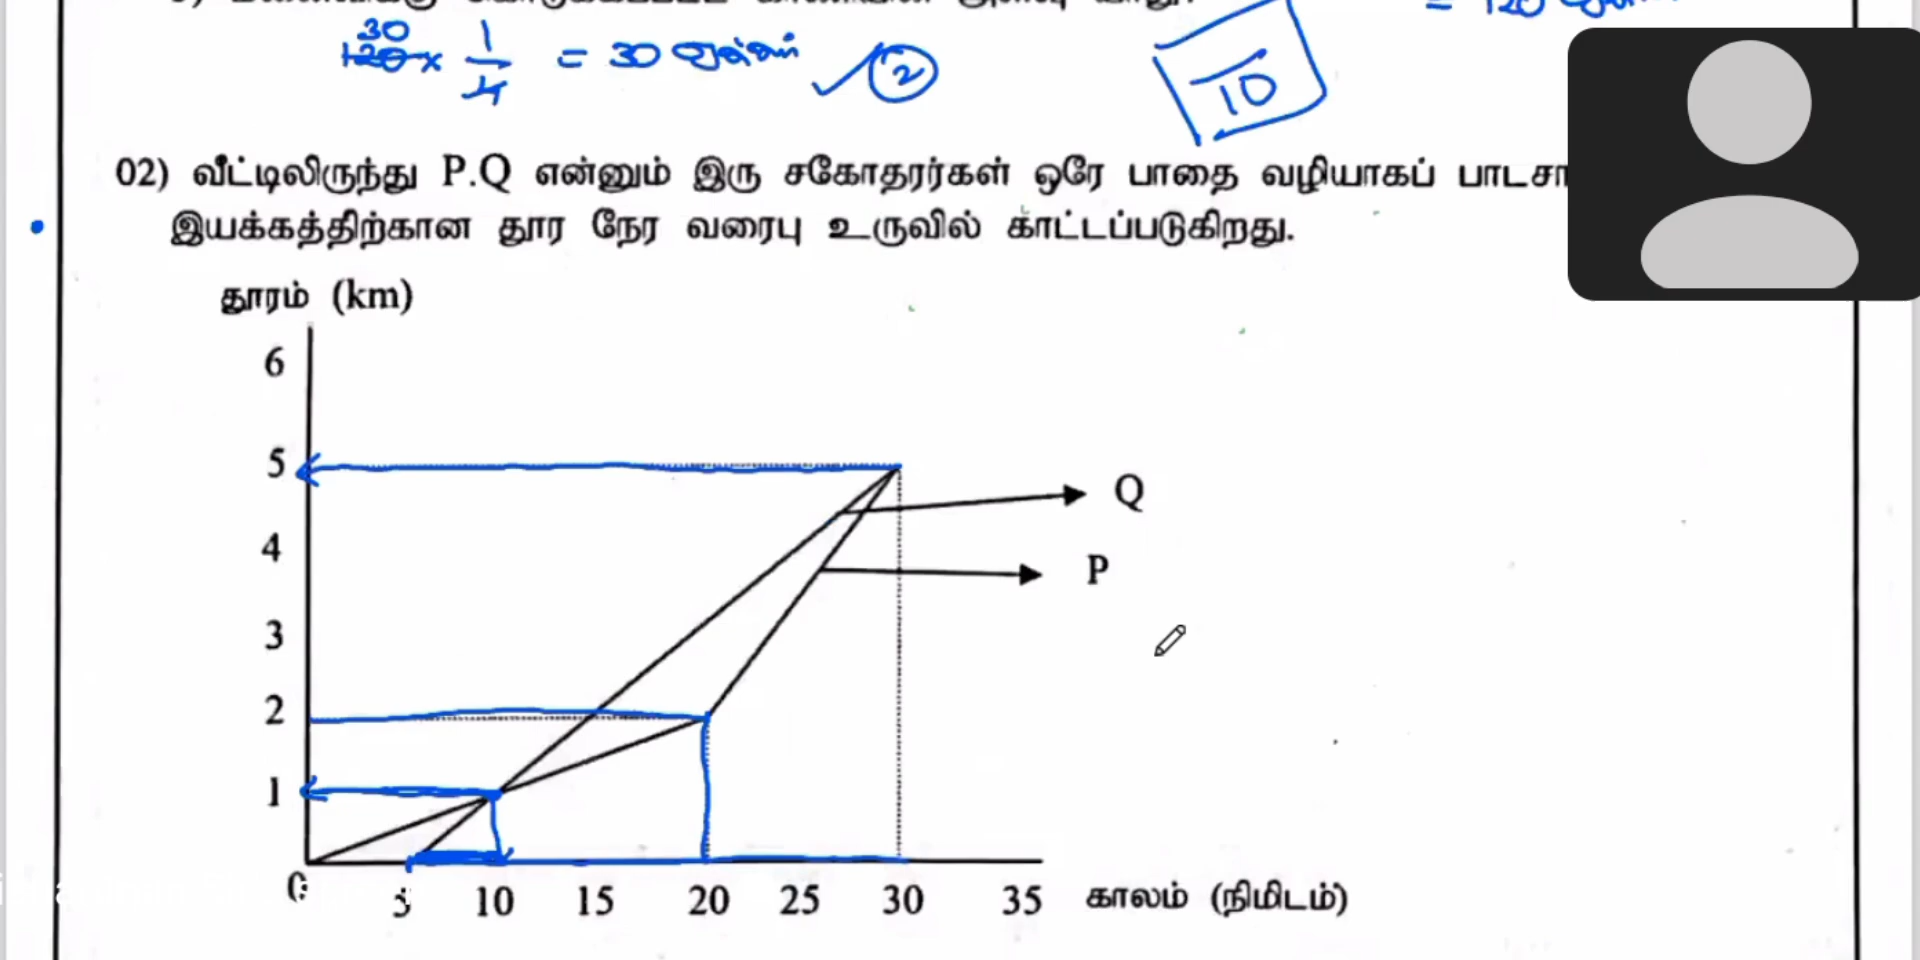 30
120 × 1/4 = 30
2
10
= 120
02) வீட்டிலிருந்து P.Q என்னும் இரு சகோதரர்கள் ஒரே பாதை வழியாகப்
இயக்கத்திற்கான தூர நேர வரைபு உருவில் காட்டப்படுகிறது.
தூரம் (km)
6
5
Q
4
P
3
2
1
0 5 10 15 20 25 30 35 காலம் (நிமிடம்)